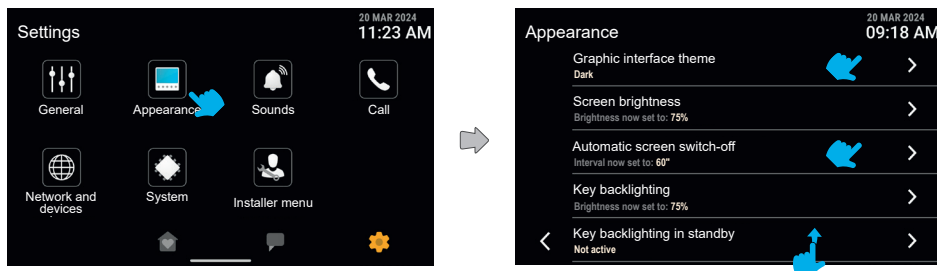 Settings
20 MAR 2024
11:23 AM
General
Appearance
Sounds
Call
Network and
devices
System
Installer menu
Appearance
20 MAR 2024
09:18 AM
Graphic interface theme
Dark
Screen brightness
Brightness now set to: 75%
Automatic screen switch-off
Interval now set to: 60"
Key backlighting
Brightness now set to: 75%
Key backlighting in standby
Not active